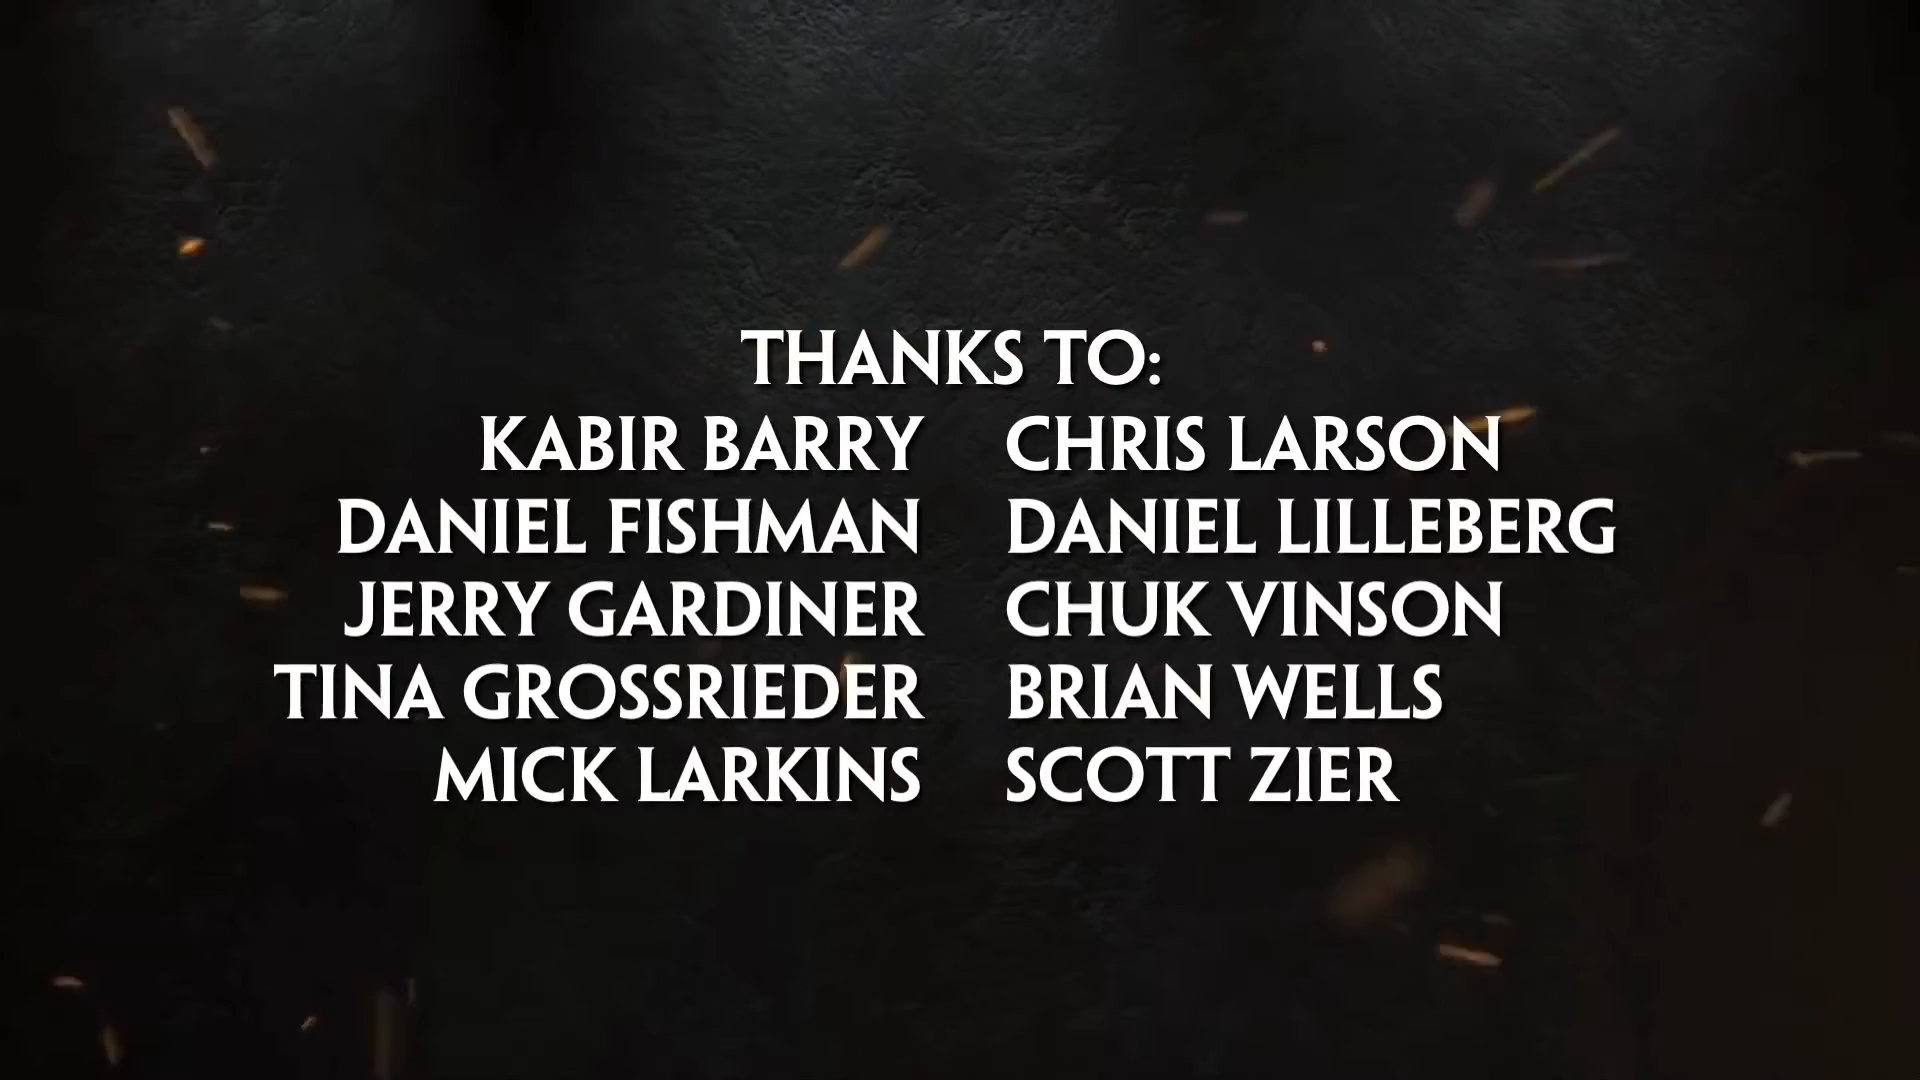 THANKS TO:
KABIR BARRY CHRIS LARSON
DANIEL FISHMAN DANIEL LILLEBERG
JERRY GARDINER CHUK VINSON
TINA GROSSRIEDER BRIAN WELLS
MICK LARKINS SCOTT ZIER